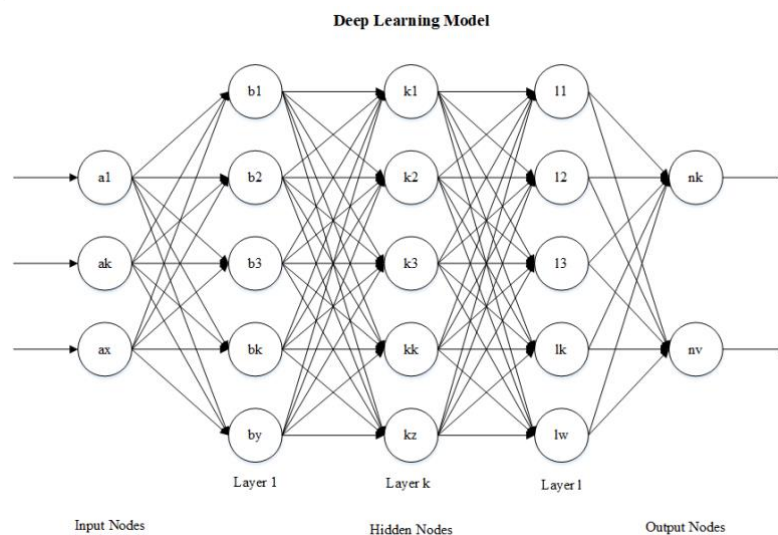 Deep Learning Model
b1
k1
l1
a1
b2
k2
l2
nk
ak
b3
k3
l3
ax
bk
kk
lk
nv
by
kz
lw
Layer 1
Layer k
Layer l
Input Nodes
Hidden Nodes
Output Nodes